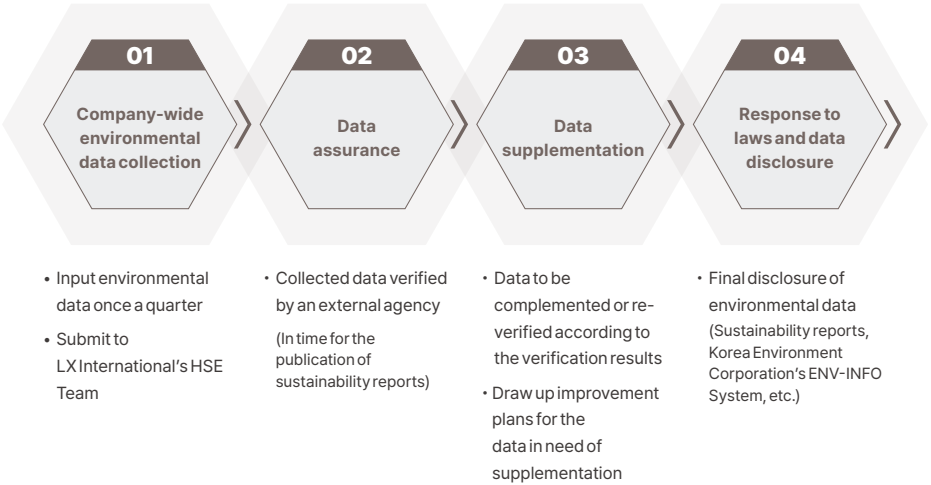 01
Company-wide
environmental
data collection
• Input environmental
data once a quarter
• Submit to
LX International's HSE
Team
02
Data
assurance
• Collected data verified
by an external agency
(In time for the
publication of
sustainability reports)
03
Data
supplementation
• Data to be
complemented or re-
verified according to
the verification results
• Draw up improvement
plans for the
data in need of
supplementation
04
Response to
laws and data
disclosure
• Final disclosure of
environmental data
(Sustainability reports,
Korea Environment
Corporation's ENV-INFO
System, etc.)